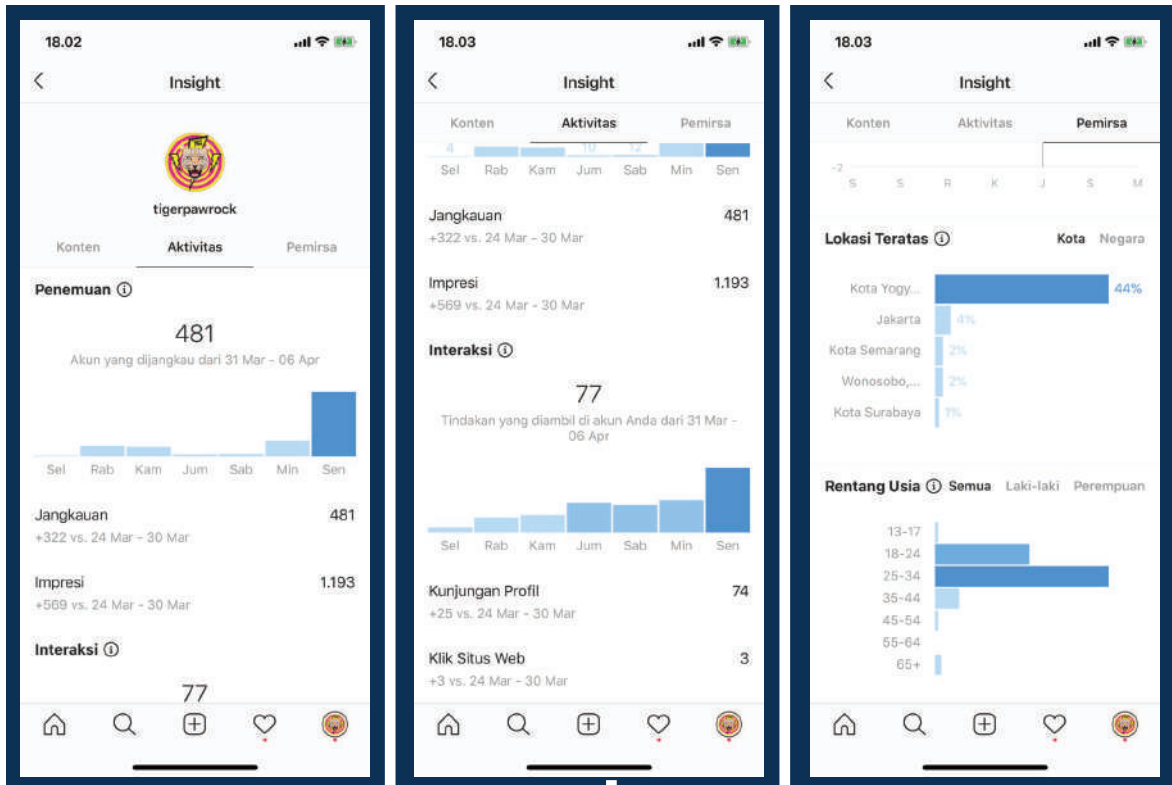 18.02
Insight
tigerpawrock
Konten Aktivitas Pemirsa
Penemuan
481
Akun yang dijangkau dari 31 Mar - 06 Apr
Sel Rab Kam Jum Sab Min Sen
Jangkauan 481
+322 vs. 24 Mar - 30 Mar
Impresi 1.193
+569 vs. 24 Mar - 30 Mar
Interaksi
77
18.03
Insight
Konten Aktivitas Pemirsa
4 10 12
Sel Rab Kam Jum Sab Min Sen
Jangkauan 481
+322 vs. 24 Mar - 30 Mar
Impresi 1.193
+569 vs. 24 Mar - 30 Mar
Interaksi
77
Tindakan yang diambil di akun Anda dari 31 Mar -
06 Apr
Sel Rab Kam Jum Sab Min Sen
Kunjungan Profil 74
+25 vs. 24 Mar - 30 Mar
Klik Situs Web 3
+3 vs. 24 Mar - 30 Mar
18.03
Insight
Konten Aktivitas Pemirsa
-2
S S R K J S M
Lokasi Teratas Kota Negara
Kota Yogy... 44%
Jakarta 4%
Kota Semarang 2%
Wonosobo,... 2%
Kota Surabaya 1%
Rentang Usia Semua Laki-laki Perempuan
13-17
18-24
25-34
35-44
45-54
55-64
65+